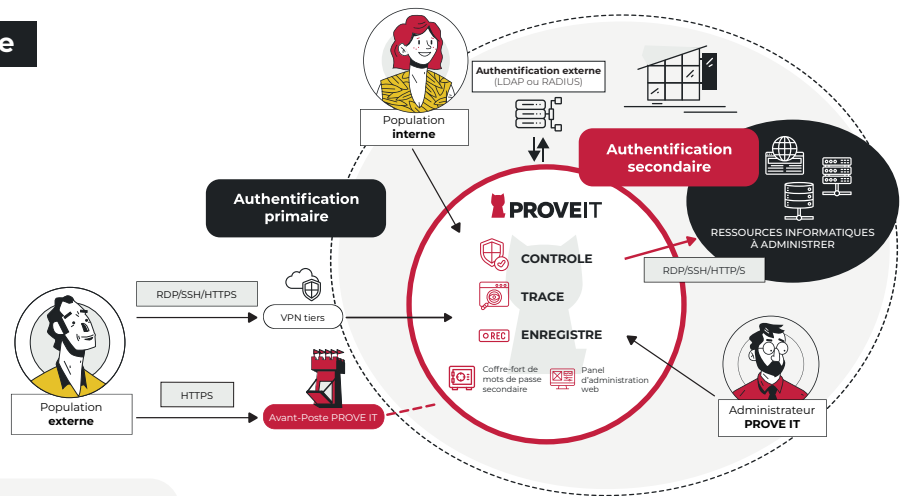 e
Population
interne
Authentification externe
(LDAP ou RADIUS)
Authentification
secondaire
Authentification
primaire
PROVEIT
RESSOURCES INFORMATIQUES
À ADMINISTRER
CONTROLE
RDP/SSH/HTTP/S
RDP/SSH/HTTPS
TRACE
VPN tiers
REC
ENREGISTRE
Coffre-fort de
mots de passe
secondaire
Panel
d'administration
web
HTTPS
Population
externe
Avant-Poste PROVE IT
Administrateur
PROVE IT